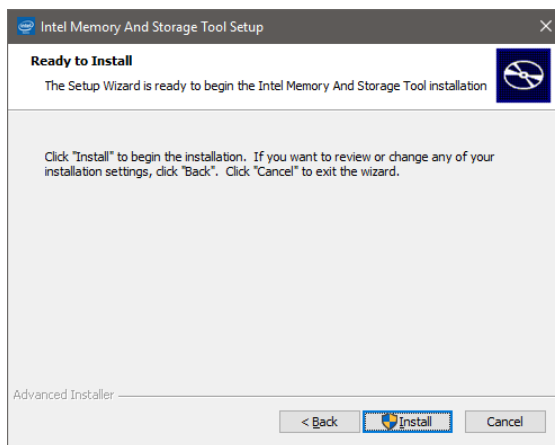 Intel Memory And Storage Tool Setup
Ready to Install
The Setup Wizard is ready to begin the Intel Memory And Storage Tool installation
Click "Install" to begin the installation.  If you want to review or change any of your
installation settings, click "Back".  Click "Cancel" to exit the wizard.
Advanced Installer
< Back Install Cancel